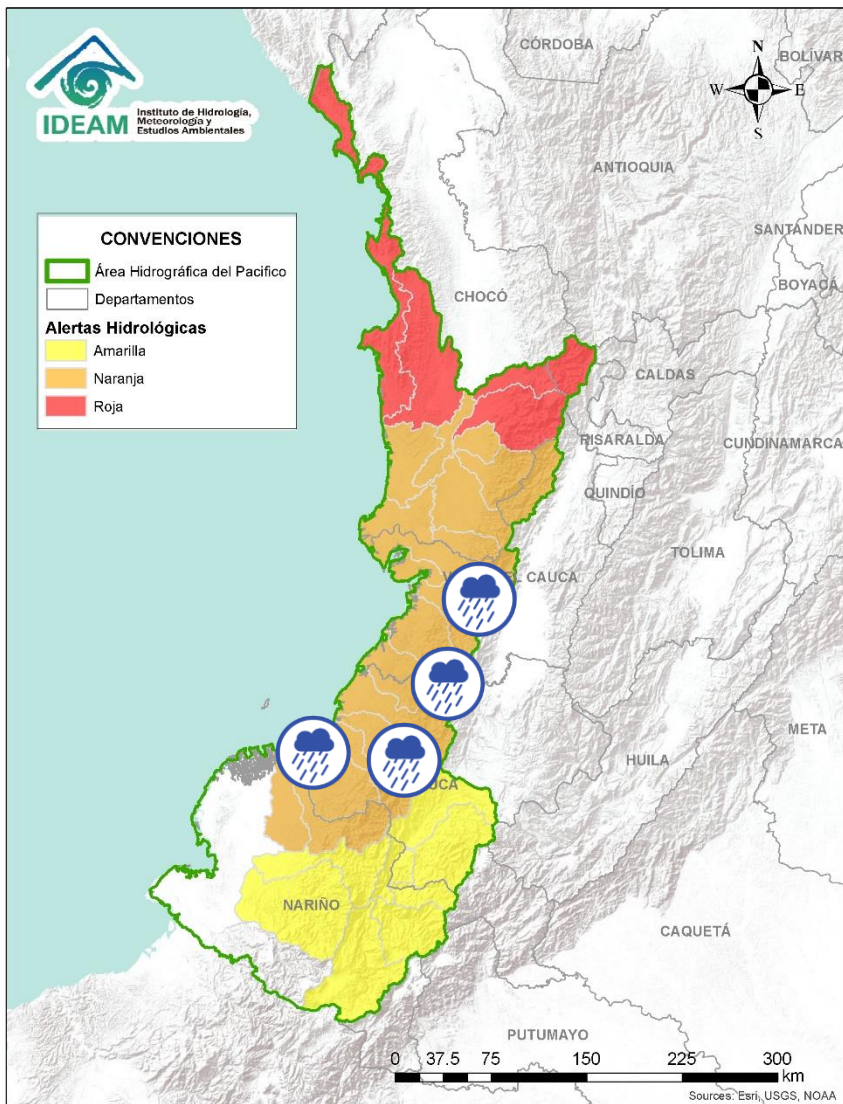 IDEAM
Instituto de Hidrología,
Meteorología y
Estudios Ambientales
CÓRDOBA
BOLÍVAR
N
W E
S
ANTIOQUIA
SANTANDER
BOYACÁ
CONVENCIONES
Área Hidrográfica del Pacifico
Departamentos
Alertas Hidrológicas
Amarilla
Naranja
Roja
CHOCÓ
CALDAS
RISARALDA
CUNDINAMARCA
QUINDÍO
TOLIMA
CAUCA
META
HUILA
UCA
NARIÑO
CAQUETÁ
PUTUMAYO
0 37.5 75 150 225 300
km
Sources: Esri, USGS, NOAA